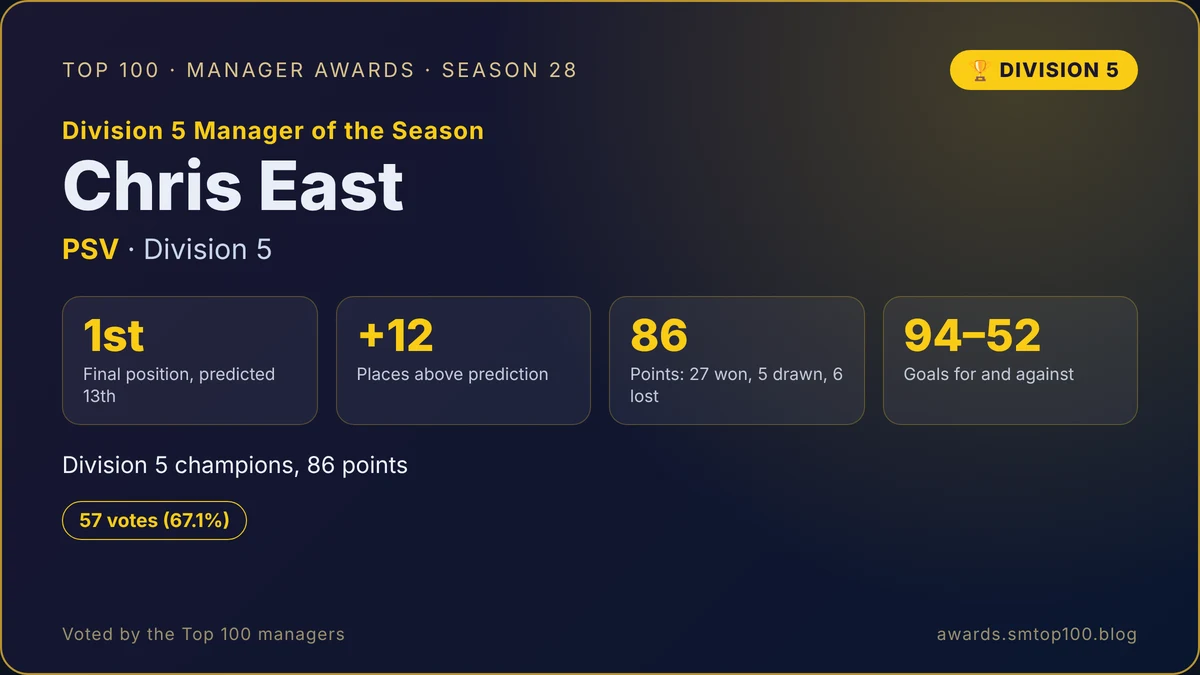 TOP 100 · MANAGER AWARDS · SEASON 28
🏆 DIVISION 5
Division 5 Manager of the Season
Chris East
PSV · Division 5
1st
Final position, predicted
13th
+12
Places above prediction
86
Points: 27 won, 5 drawn, 6
lost
94–52
Goals for and against
Division 5 champions, 86 points
57 votes (67.1%)
Voted by the Top 100 managers
awards.smtop100.blog